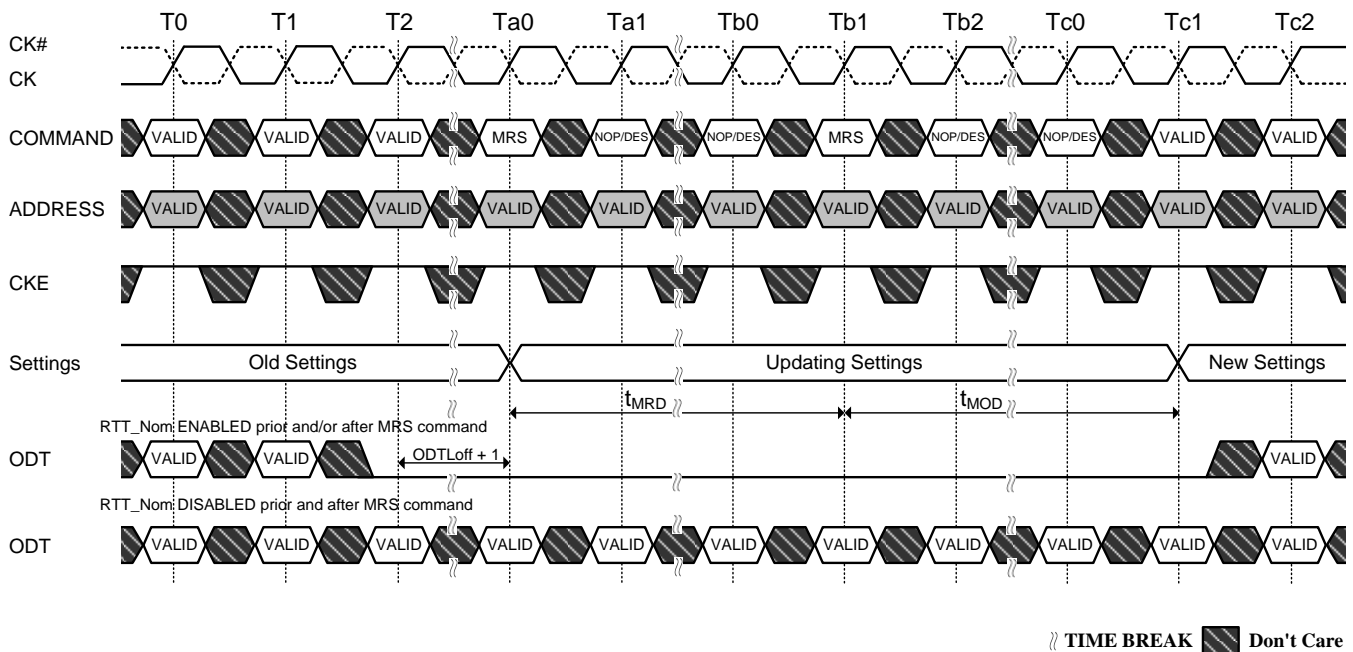 T0 T1 T2 Ta0 Ta1 Tb0 Tb1 Tb2 Tc0 Tc1 Tc2
CK#
CK
COMMAND VALID VALID VALID MRS NOP/DES NOP/DES MRS NOP/DES NOP/DES VALID VALID
ADDRESS VALID VALID VALID VALID VALID VALID VALID VALID VALID VALID VALID
CKE
Settings Old Settings Updating Settings New Settings
tMRD tMOD
RTT_Nom ENABLED prior and/or after MRS command
ODT VALID VALID ODTLoff + 1 VALID
RTT_Nom DISABLED prior and after MRS command
ODT VALID VALID VALID VALID VALID VALID VALID VALID VALID VALID VALID
TIME BREAK Don't Care